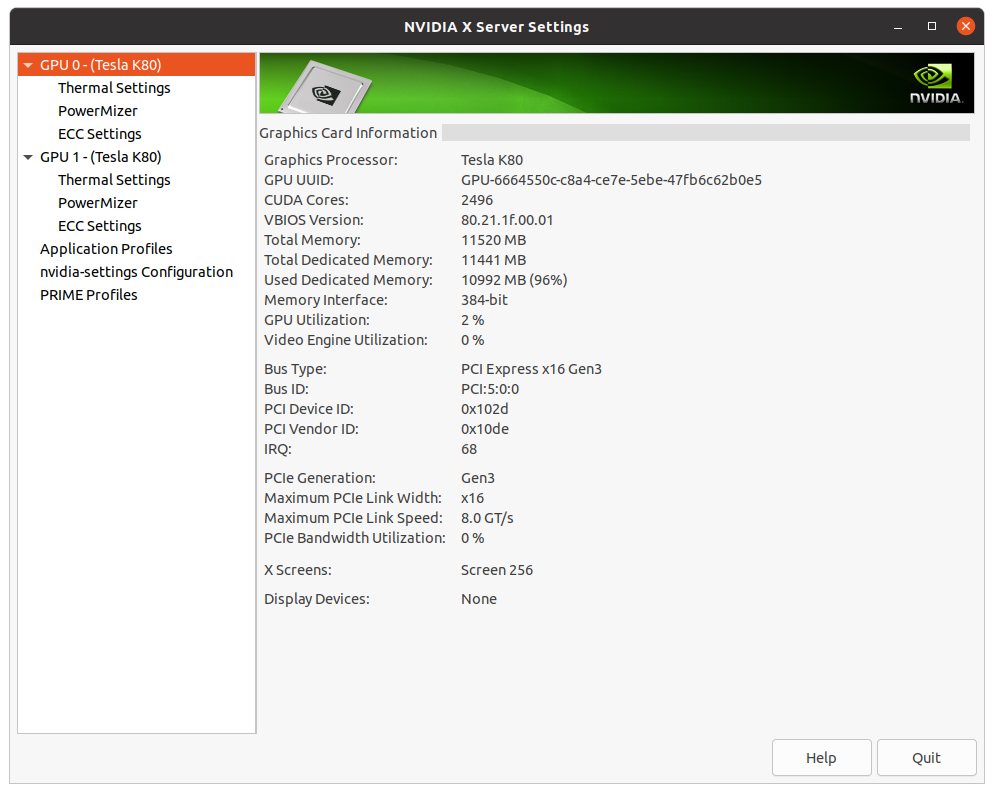 NVIDIA X Server Settings
GPU 0 - (Tesla K80)
Thermal Settings
PowerMizer
ECC Settings
GPU 1 - (Tesla K80)
Thermal Settings
PowerMizer
ECC Settings
Application Profiles
nvidia-settings Configuration
PRIME Profiles
NVIDIA.
Graphics Card Information
Graphics Processor: Tesla K80
GPU UUID: GPU-6664550c-c8a4-ce7e-5ebe-47fb6c62b0e5
CUDA Cores: 2496
VBIOS Version: 80.21.1f.00.01
Total Memory: 11520 MB
Total Dedicated Memory: 11441 MB
Used Dedicated Memory: 10992 MB (96%)
Memory Interface: 384-bit
GPU Utilization: 2 %
Video Engine Utilization: 0 %
Bus Type: PCI Express x16 Gen3
Bus ID: PCI:5:0:0
PCI Device ID: 0x102d
PCI Vendor ID: 0x10de
IRQ: 68
PCIe Generation: Gen3
Maximum PCIe Link Width: x16
Maximum PCIe Link Speed: 8.0 GT/s
PCIe Bandwidth Utilization: 0 %
X Screens: Screen 256
Display Devices: None
Help
Quit